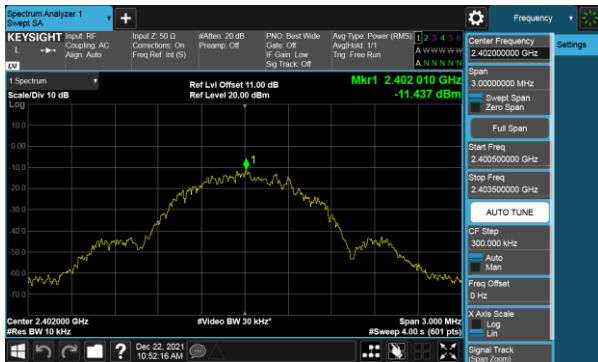 Spectrum Analyzer 1
Swept SA
+
Frequency
KEYSIGHT Input: RF Input Z: 50 Ω #Atten: 20 dB PNO: Best Wide Avg Type: Power (RMS) 1 2 3 4 5 6
L Coupling: AC Corrections: On Preamp: Off Gate: Off Avg|Hold: 1/1 A W W W W W
Align: Auto Freq Ref: Int (S) IF Gain: Low Trig: Free Run
Sig Track: Off A N N N N N
Center Frequency
2.402000000 GHz
Settings
Span
3.00000000 MHz
Swept Span
Zero Span
Full Span
Start Freq
2.400500000 GHz
Stop Freq
2.403500000 GHz
AUTO TUNE
CF Step
300.000 kHz
Auto
Man
Freq Offset
0 Hz
X Axis Scale
Log
Lin
Signal Track
(Span Zoom)
1 Spectrum
Scale/Div 10 dB
Ref Lvl Offset 11.00 dB
Ref Level 20.00 dBm
Mkr1 2.402 010 GHz
-11.437 dBm
Log
10.0
0.00
-10.0
-20.0
-30.0
-40.0
-50.0
-60.0
-70.0
1
Center 2.402000 GHz #Video BW 30 kHz* Span 3.000 MHz
#Res BW 10 kHz #Sweep 4.00 s (601 pts)
? Dec 22, 2021
10:52:16 AM